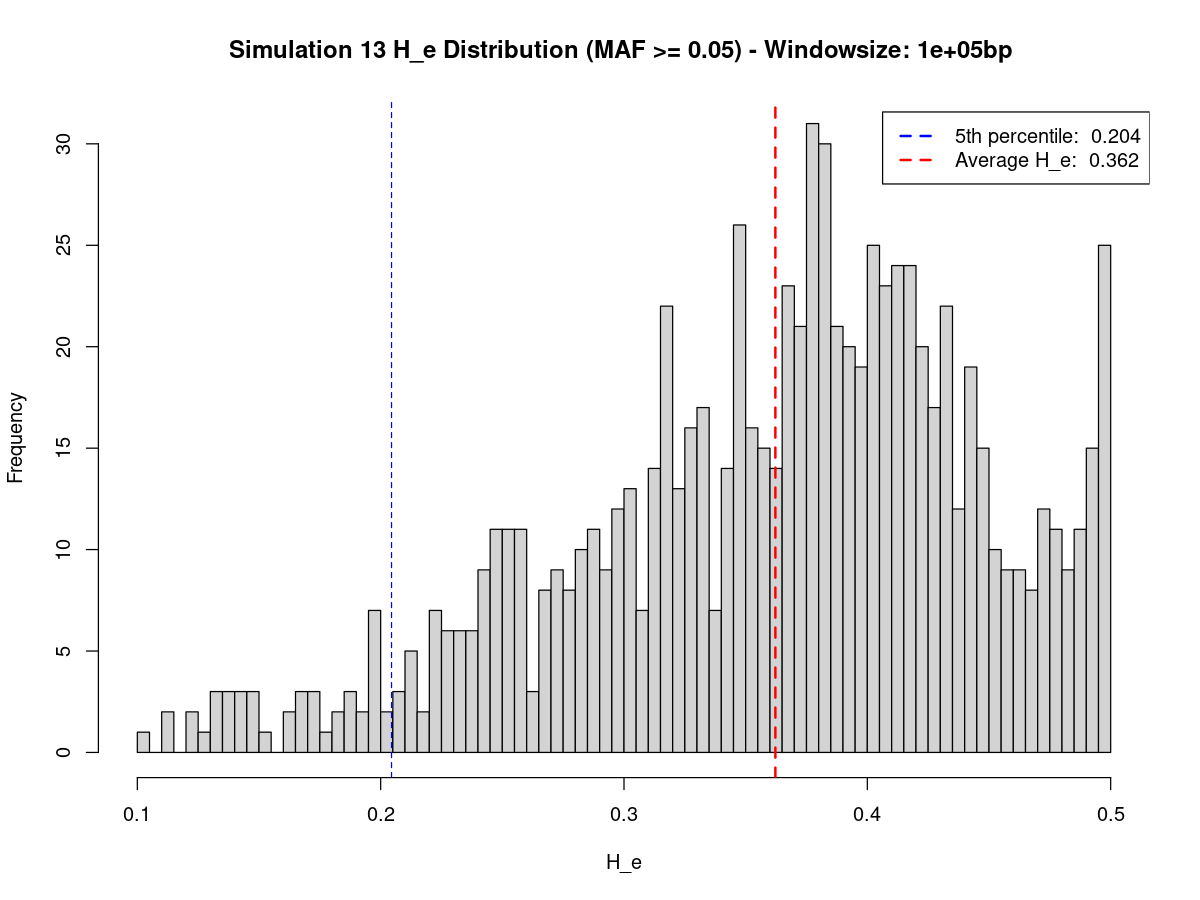 Simulation 13 H_e Distribution (MAF >= 0.05) - Windowsize: 1e+05bp
5th percentile:  0.204
Average H_e:  0.362
Frequency
30
25
20
15
10
5
0
0.1 0.2 0.3 0.4 0.5
H_e